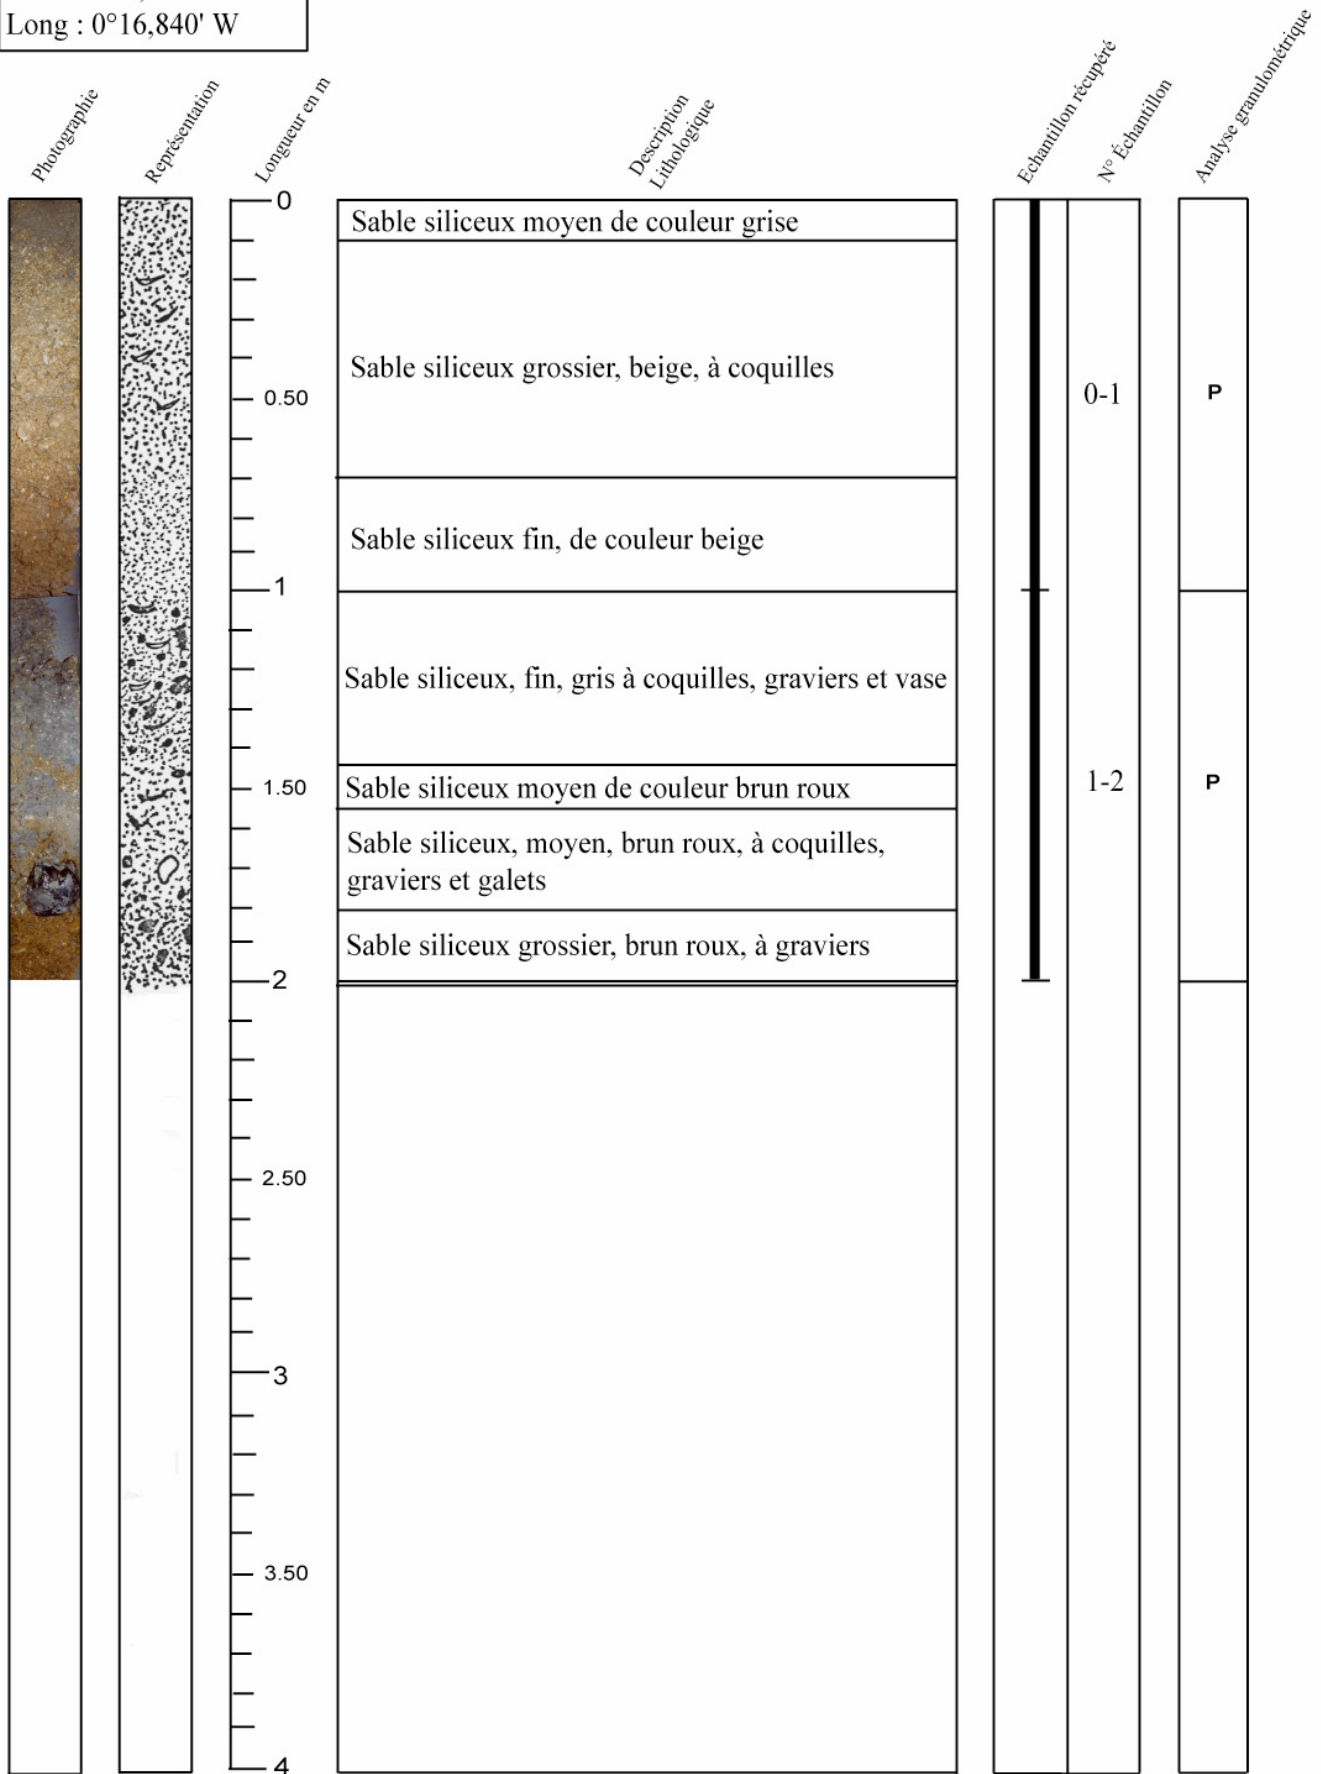 Long : 0°16,840' W
Photographie
Représentation
Longueur en m
Description
Lithologique
Echantillon récupéré
N° Échantillon
Analyse granulométrique
0
Sable siliceux moyen de couleur grise
Sable siliceux grossier, beige, à coquilles
0.50
0-1
P
Sable siliceux fin, de couleur beige
1
Sable siliceux, fin, gris à coquilles, graviers et vase
1.50
Sable siliceux moyen de couleur brun roux
1-2
P
Sable siliceux, moyen, brun roux, à coquilles,
graviers et galets
Sable siliceux grossier, brun roux, à graviers
2
2.50
3
3.50
4